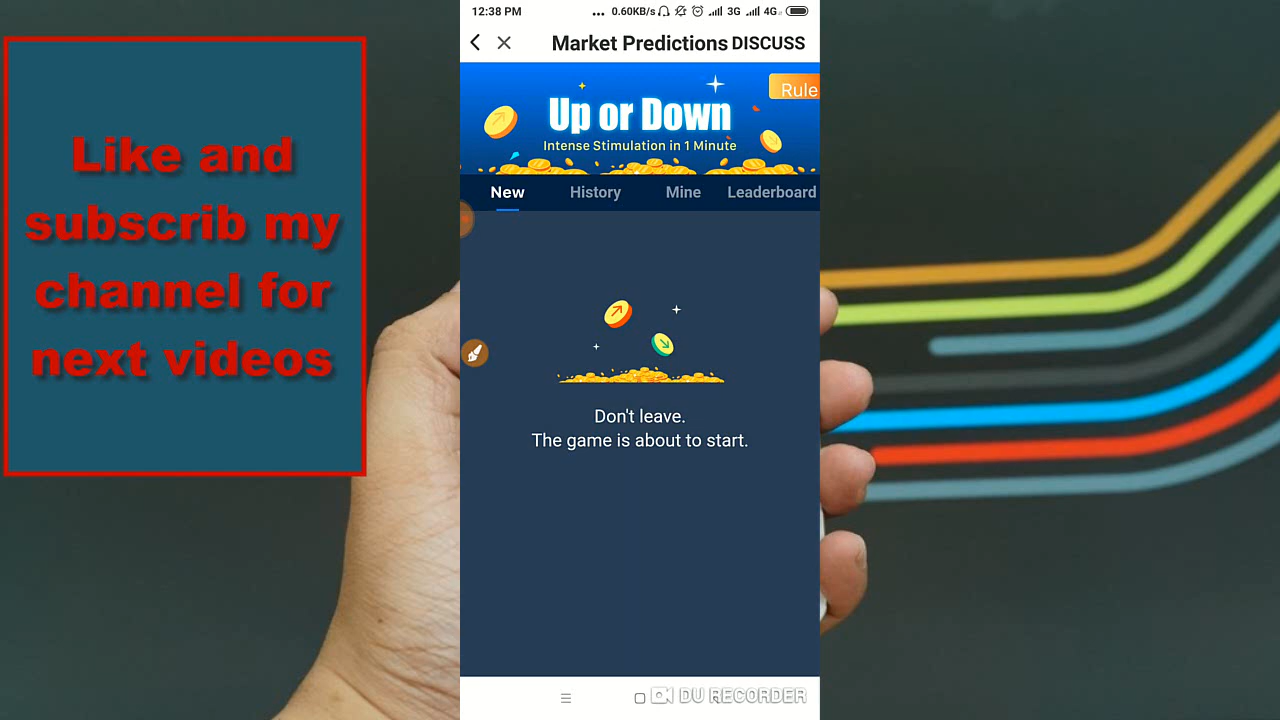 Like and
subscrib my
channel for
next videos
12:38 PM
... 0.60KB/s 3G 4G
Market Predictions DISCUSS
Rule
Up or Down
Intense Stimulation in 1 Minute
New History Mine Leaderboard
Don't leave.
The game is about to start.
DU RECORDER